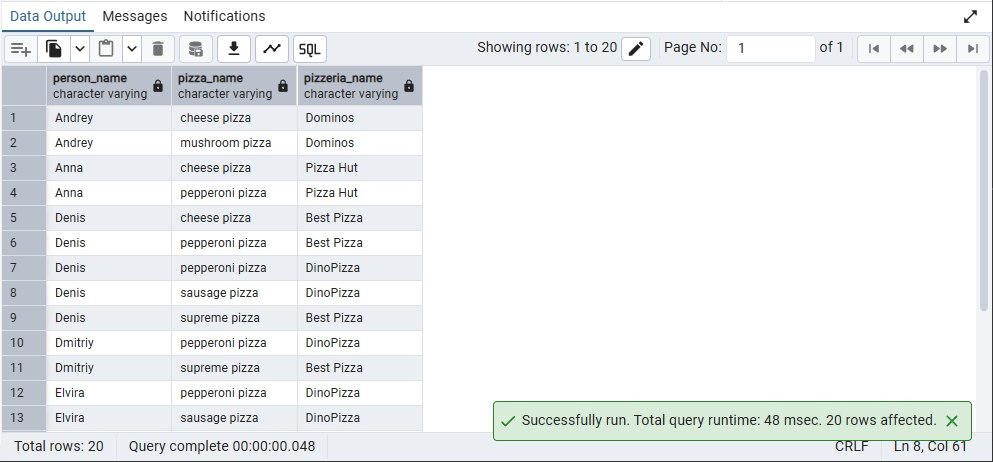 Data Output Messages Notifications
SQL Showing rows: 1 to 20 Page No: 1 of 1
person_name pizza_name pizzeria_name
character varying character varying character varying
1 Andrey cheese pizza Dominos
2 Andrey mushroom pizza Dominos
3 Anna cheese pizza Pizza Hut
4 Anna pepperoni pizza Pizza Hut
5 Denis cheese pizza Best Pizza
6 Denis pepperoni pizza Best Pizza
7 Denis pepperoni pizza DinoPizza
8 Denis sausage pizza DinoPizza
9 Denis supreme pizza Best Pizza
10 Dmitriy pepperoni pizza DinoPizza
11 Dmitriy supreme pizza Best Pizza
12 Elvira pepperoni pizza DinoPizza
13 Elvira sausage pizza DinoPizza
Successfully run. Total query runtime: 48 msec. 20 rows affected.
Total rows: 20 Query complete 00:00:00.048 CRLF Ln 8, Col 61